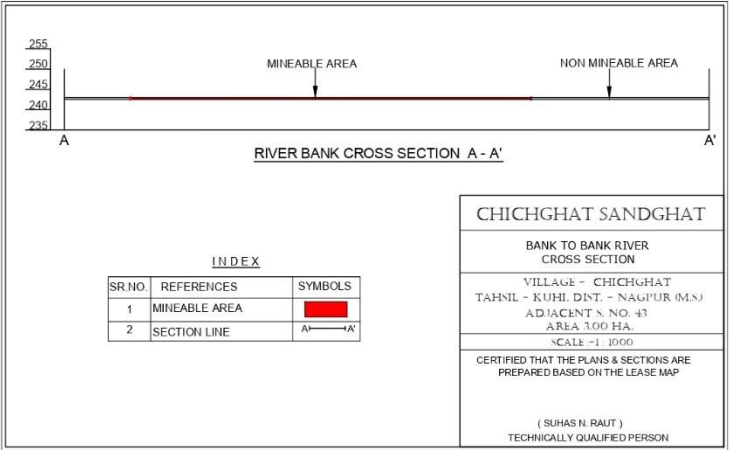 255
250
245
240
235
MINEABLE AREA
NON MINEABLE AREA
A
A'
RIVER BANK CROSS SECTION A - A'
INDEX
SR.NO. REFERENCES SYMBOLS
1 MINEABLE AREA
2 SECTION LINE A A'
CHICHGHAT SANDGHAT
BANK TO BANK RIVER
CROSS SECTION
VILLAGE - CHICHGHAT
TAHSIL - KUHI, DIST. - NAGPUR (M.S.)
ADJACENT S. NO. 43
AREA 3.00 HA.
SCALE :-1 : 1000
CERTIFIED THAT THE PLANS & SECTIONS ARE
PREPARED BASED ON THE LEASE MAP
( SUHAS N. RAUT )
TECHNICALLY QUALIFIED PERSON